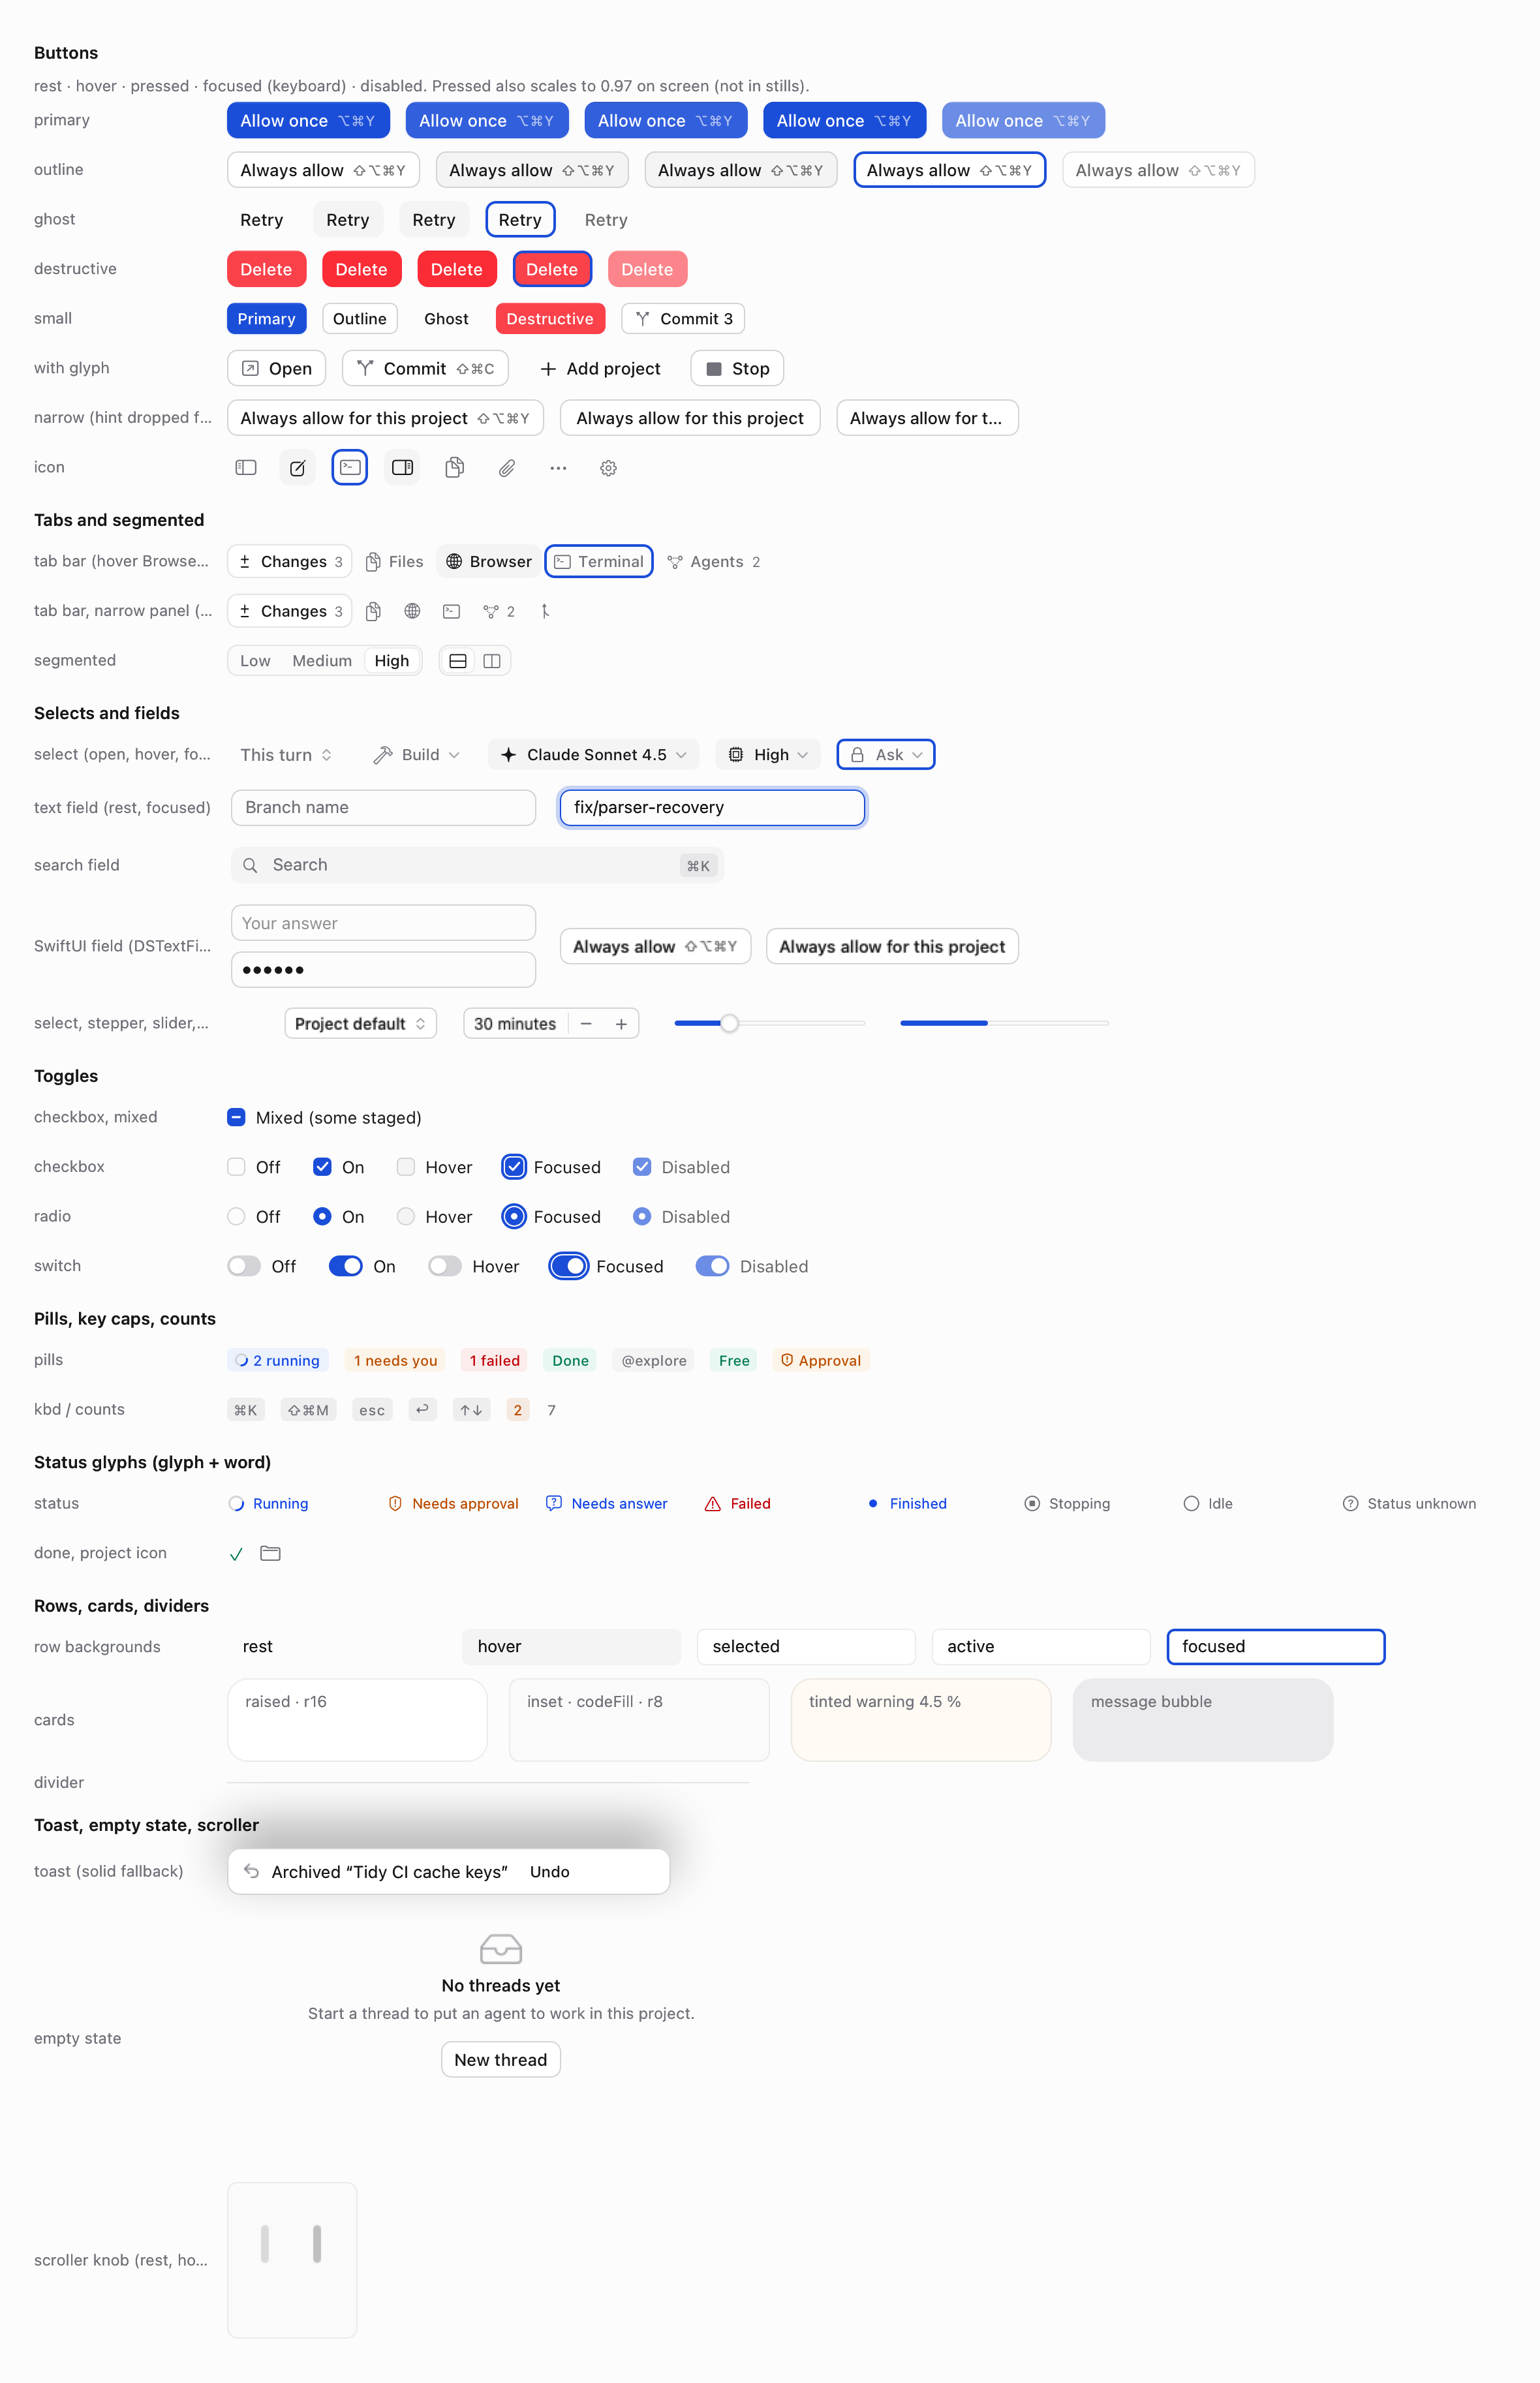 Buttons
rest · hover · pressed · focused (keyboard) · disabled. Pressed also scales to 0.97 on screen (not in stills).
primary Allow once ⌥⌘Y Allow once ⌥⌘Y Allow once ⌥⌘Y Allow once ⌥⌘Y Allow once ⌥⌘Y
outline Always allow ⇧⌥⌘Y Always allow ⇧⌥⌘Y Always allow ⇧⌥⌘Y Always allow ⇧⌥⌘Y Always allow ⇧⌥⌘Y
ghost Retry Retry Retry Retry Retry
destructive Delete Delete Delete Delete Delete
small Primary Outline Ghost Destructive Commit 3
with glyph Open Commit ⇧⌘C Add project Stop
narrow (hint dropped f... Always allow for this project ⇧⌥⌘Y Always allow for this project Always allow for t...
icon
Tabs and segmented
tab bar (hover Browse... Changes 3 Files Browser Terminal Agents 2
tab bar, narrow panel (... Changes 3 2
segmented Low Medium High
Selects and fields
select (open, hover, fo... This turn Build Claude Sonnet 4.5 High Ask
text field (rest, focused) Branch name fix/parser-recovery
search field Search ⌘K
SwiftUI field (DSTextFi... Your answer Always allow ⇧⌥⌘Y Always allow for this project
select, stepper, slider,... Project default 30 minutes − +
Toggles
checkbox, mixed Mixed (some staged)
checkbox Off On Hover Focused Disabled
radio Off On Hover Focused Disabled
switch Off On Hover Focused Disabled
Pills, key caps, counts
pills 2 running 1 needs you 1 failed Done @explore Free Approval
kbd / counts ⌘K ⇧⌘M esc ↩ ↑↓ 2 7
Status glyphs (glyph + word)
status Running Needs approval Needs answer Failed Finished Stopping Idle Status unknown
done, project icon
Rows, cards, dividers
row backgrounds rest hover selected active focused
cards raised · r16 inset · codeFill · r8 tinted warning 4.5 % message bubble
divider
Toast, empty state, scroller
toast (solid fallback) Archived “Tidy CI cache keys” Undo
No threads yet
Start a thread to put an agent to work in this project.
empty state
New thread
scroller knob (rest, ho...